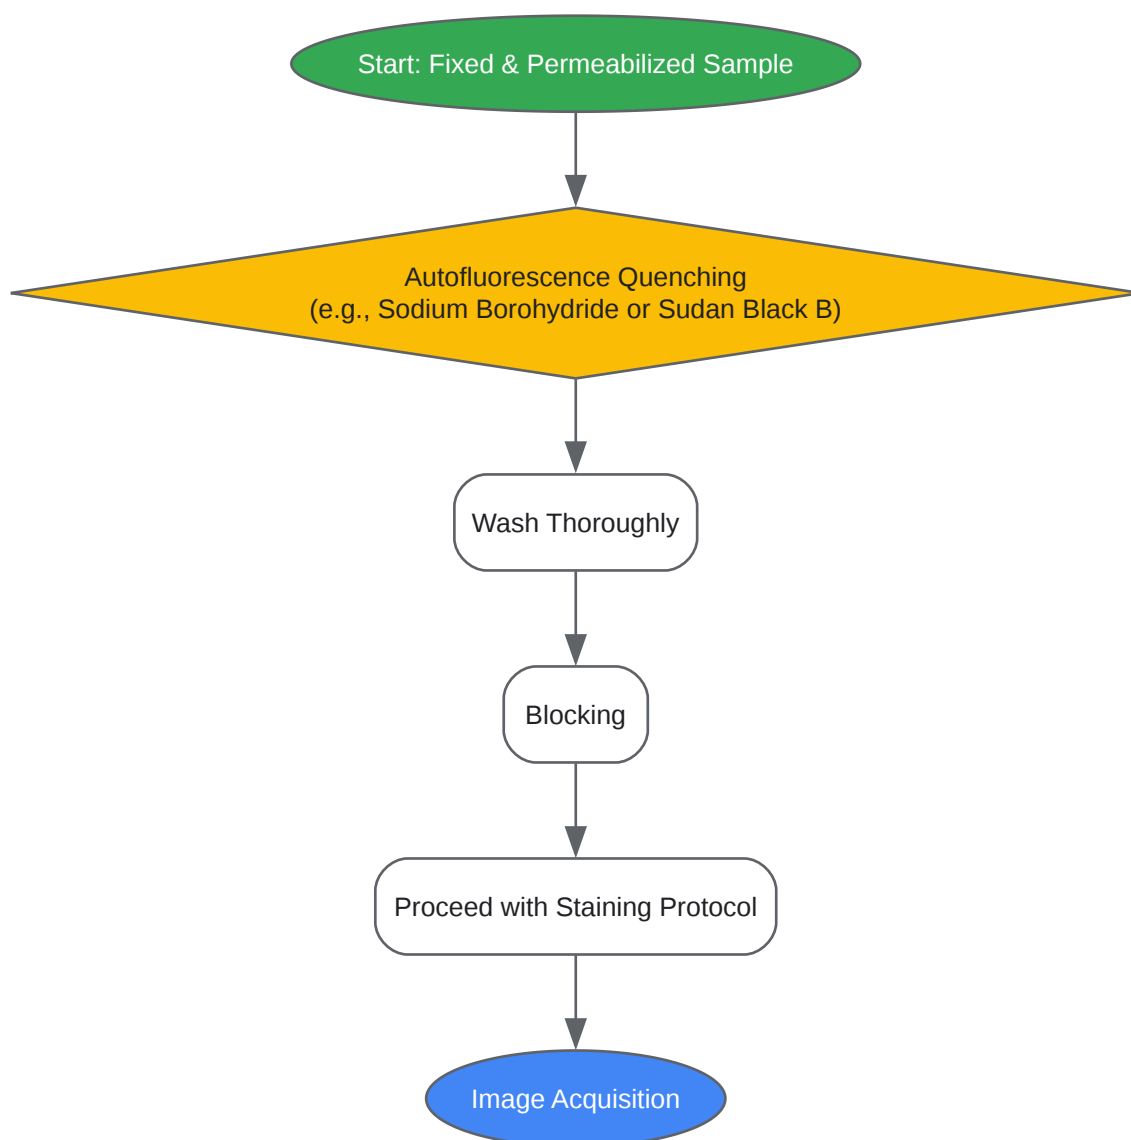 Start: Fixed & Permeabilized Sample
Autofluorescence Quenching
(e.g., Sodium Borohydride or Sudan Black B)
Wash Thoroughly
Blocking
Proceed with Staining Protocol
Image Acquisition